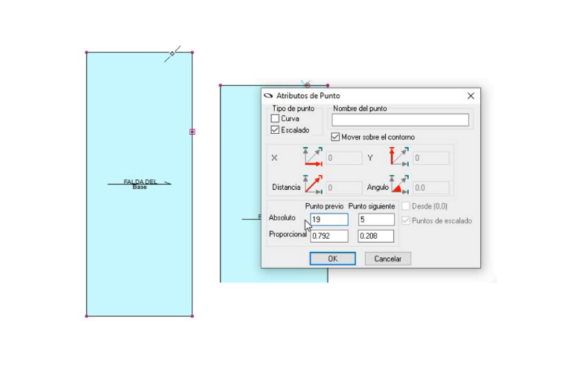 FALDA DEL
Base
Atributos de Punto
Tipo de punto
Curva
Escalado
Nombre del punto
Mover sobre el contorno
X 0 Y 0
Distancia 0 Angulo 0.0
Punto previo Punto siguiente Desde (0.0)
Absoluto 19 5 Puntos de escalado
Proporcional 0.792 0.208
OK Cancelar